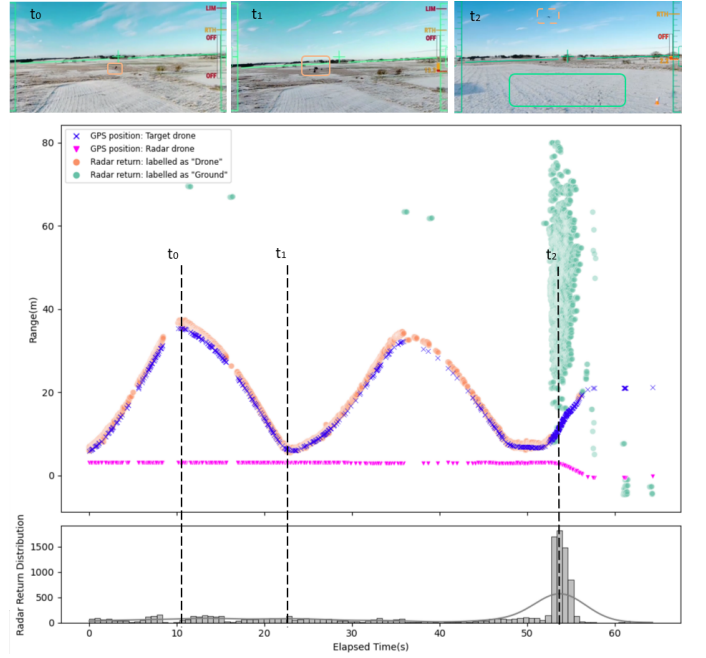 t0
LIM
RTH
OFF
OFF
t1
LIM
RTH
OFF
OFF
t2
RTH
OFF
GPS position: Target drone
GPS position: Radar drone
Radar return: labelled as "Drone"
Radar return: labelled as "Ground"
80
60
40
20
0
Range(m)
t0
t1
t2
1500
1000
500
0
Radar Return Distribution
0
10
20
30
40
50
60
Elapsed Time(s)